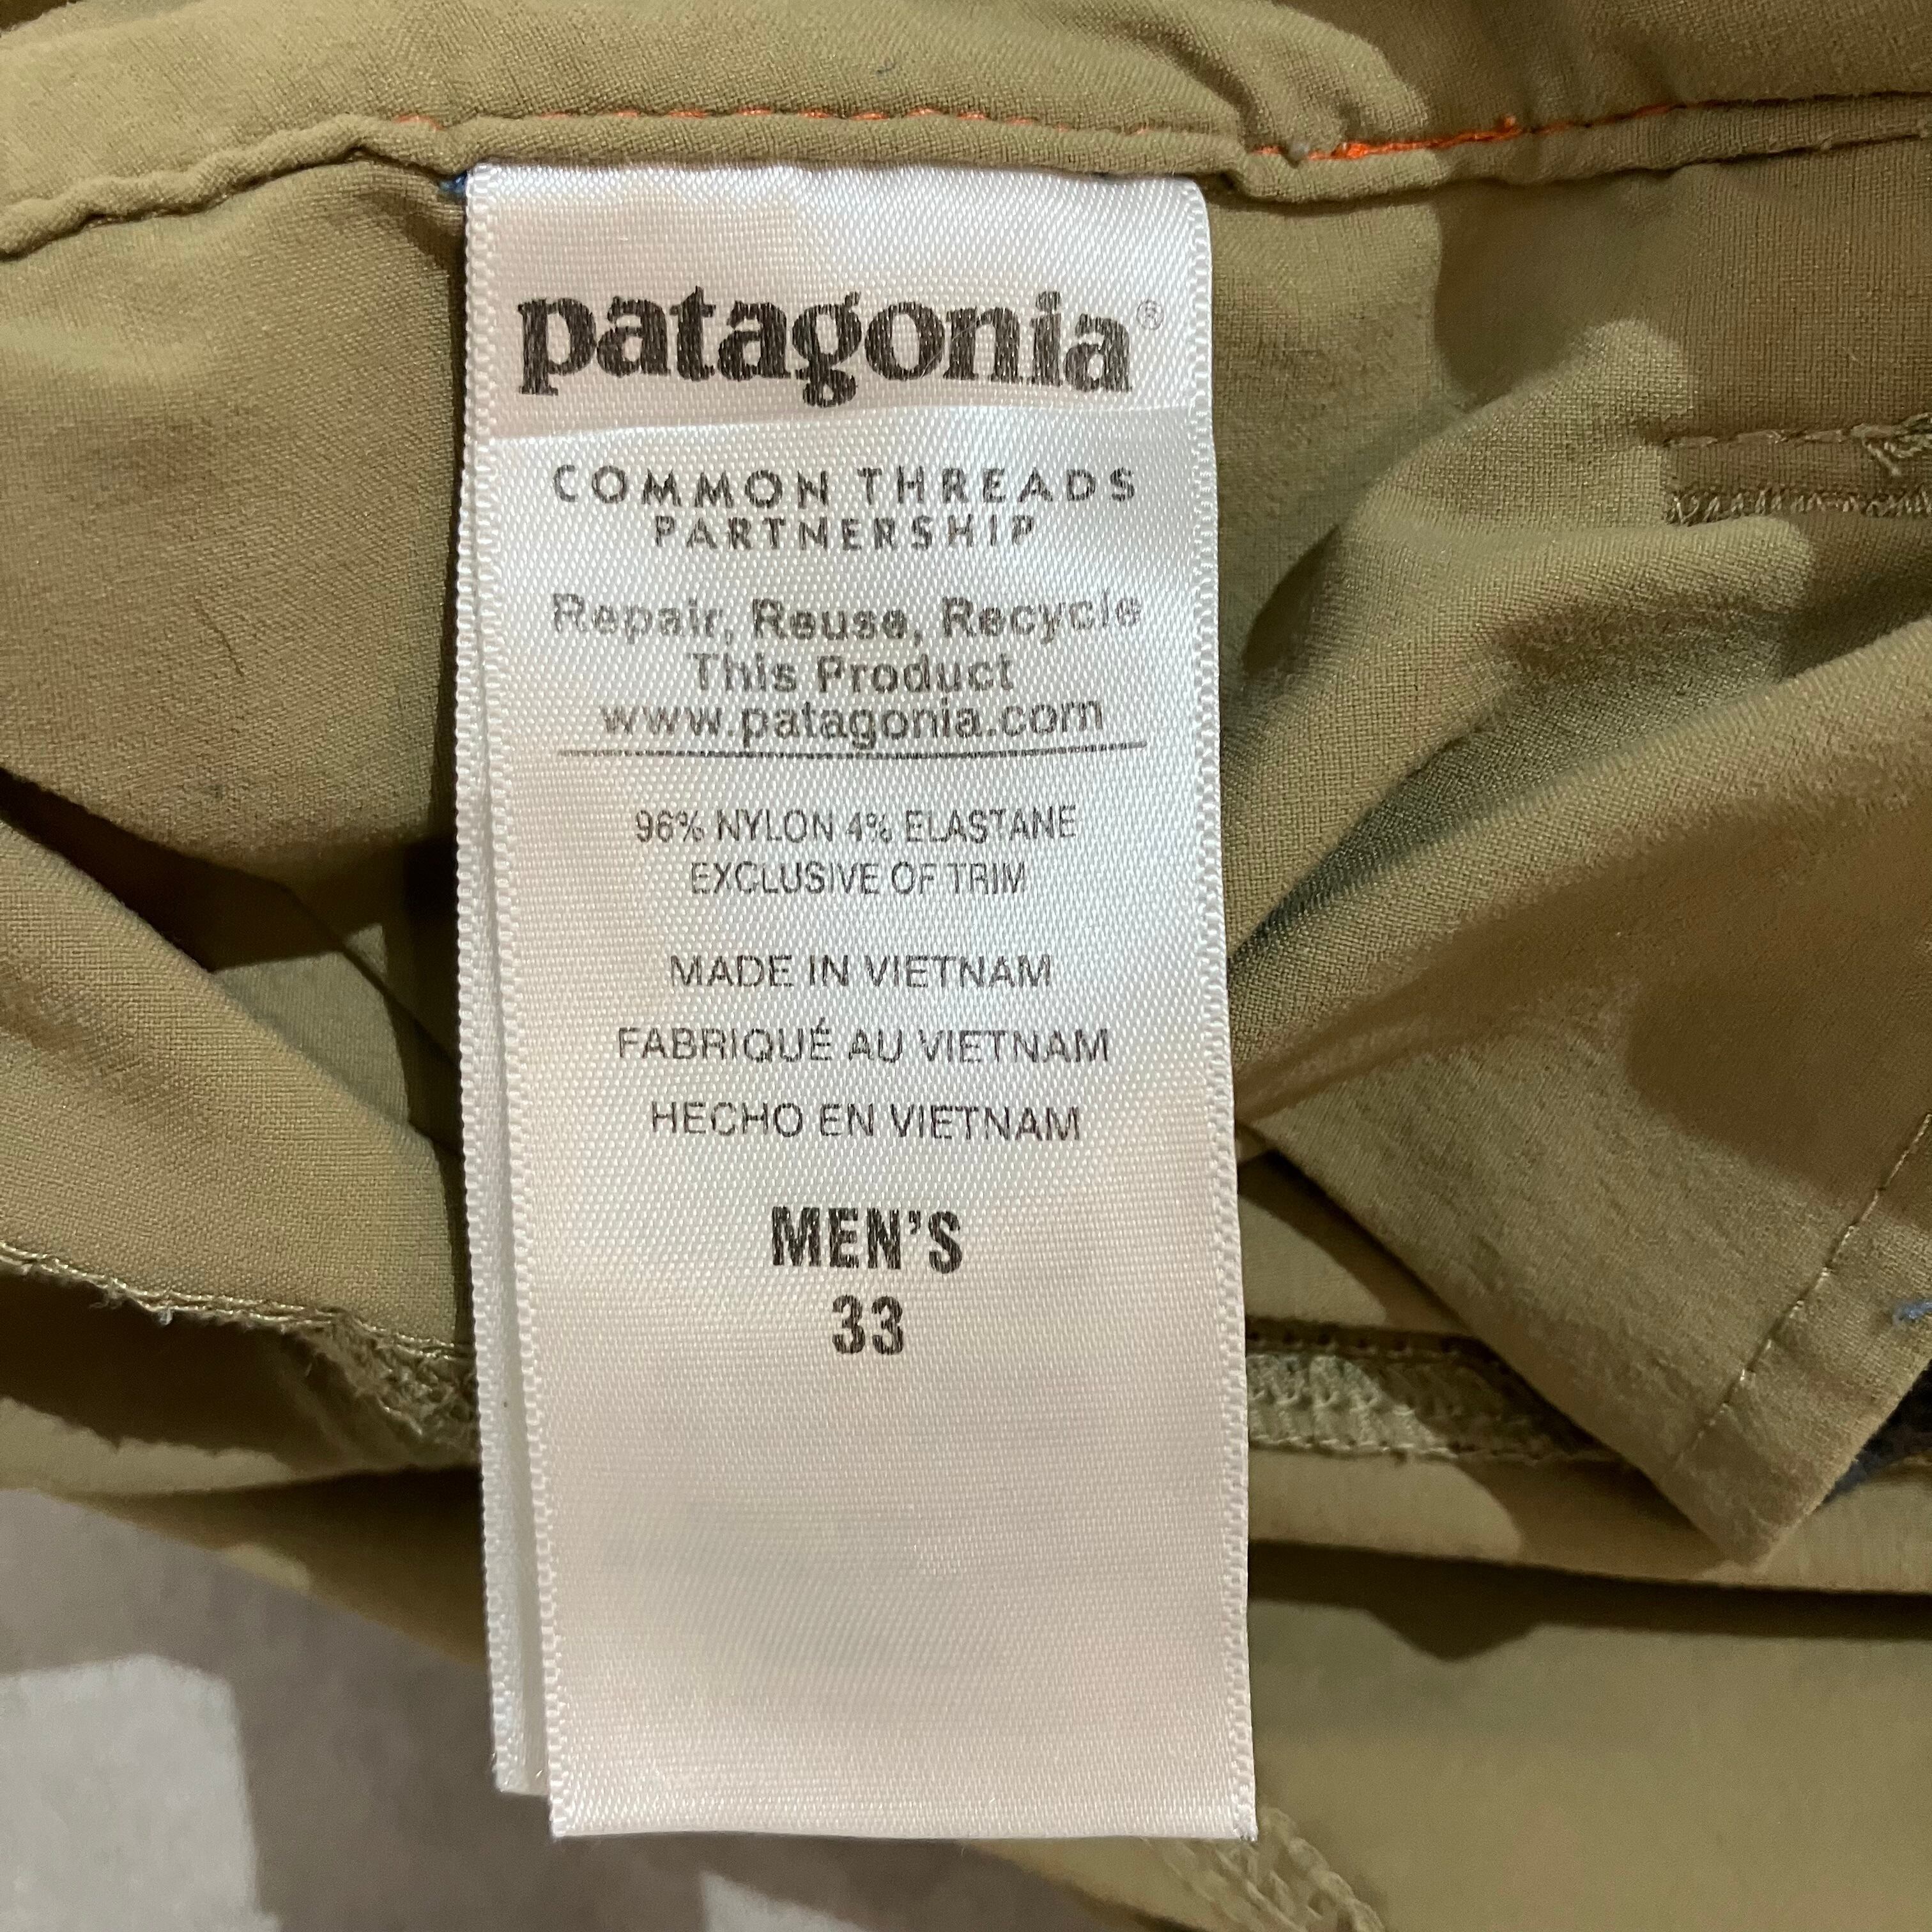 patagonia®
COMMON THREADS
PARTNERSHIP
Repair, Reuse, Recycle
This Product
www.patagonia.com
96% NYLON 4% ELASTANE
EXCLUSIVE OF TRIM
MADE IN VIETNAM
FABRIQUÉ AU VIETNAM
HECHO EN VIETNAM
MEN'S
33